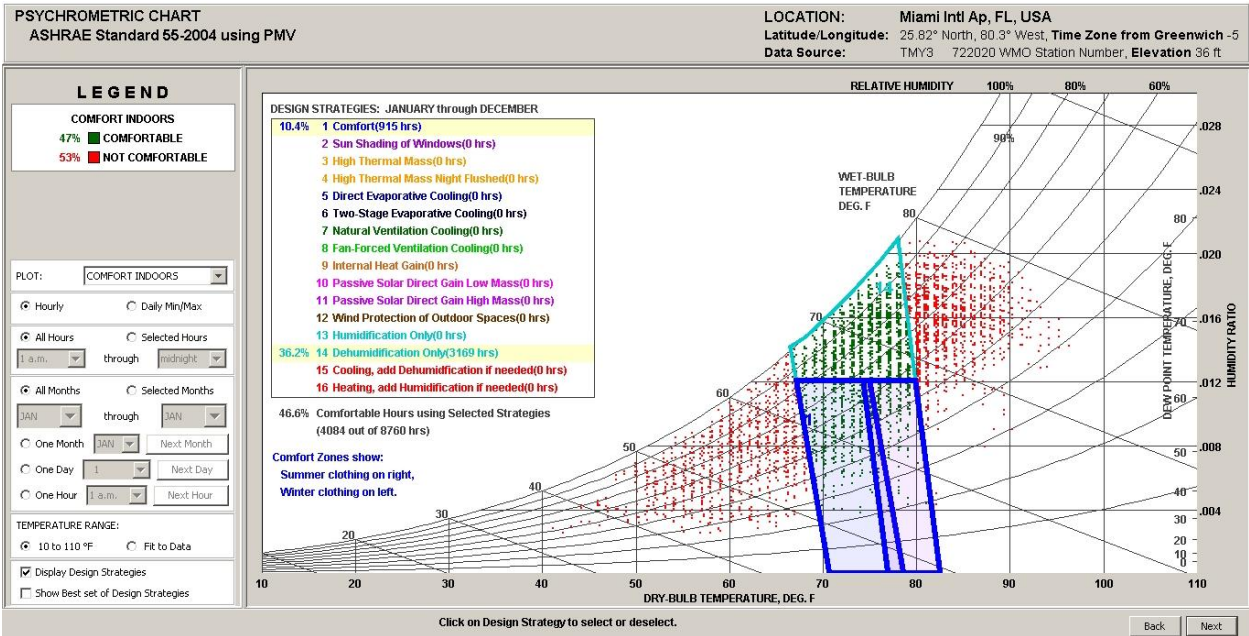 PSYCHROMETRIC CHART
ASHRAE Standard 55-2004 using PMV
LOCATION: Miami Intl Ap, FL, USA
Latitude/Longitude: 25.82° North, 80.3° West, Time Zone from Greenwich -5
Data Source: TMY3 722020 WMO Station Number, Elevation 36 ft
LEGEND
COMFORT INDOORS
47% COMFORTABLE
53% NOT COMFORTABLE
PLOT: COMFORT INDOORS
Hourly Daily Min/Max
All Hours Selected Hours
1 a.m. through midnight
All Months Selected Months
JAN through JAN
One Month JAN Next Month
One Day 1 Next Day
One Hour 1 a.m. Next Hour
TEMPERATURE RANGE:
10 to 110 °F Fit to Data
Display Design Strategies
Show Best set of Design Strategies
DESIGN STRATEGIES: JANUARY through DECEMBER
10.4% 1 Comfort(915 hrs)
2 Sun Shading of Windows(0 hrs)
3 High Thermal Mass(0 hrs)
4 High Thermal Mass Night Flushed(0 hrs)
5 Direct Evaporative Cooling(0 hrs)
6 Two-Stage Evaporative Cooling(0 hrs)
7 Natural Ventilation Cooling(0 hrs)
8 Fan-Forced Ventilation Cooling(0 hrs)
9 Internal Heat Gain(0 hrs)
10 Passive Solar Direct Gain Low Mass(0 hrs)
11 Passive Solar Direct Gain High Mass(0 hrs)
12 Wind Protection of Outdoor Spaces(0 hrs)
13 Humidification Only(0 hrs)
36.2% 14 Dehumidification Only(3169 hrs)
15 Cooling, add Dehumidfication if needed(0 hrs)
16 Heating, add Humidification if needed(0 hrs)
46.6% Comfortable Hours using Selected Strategies
(4084 out of 8760 hrs)
Comfort Zones show:
Summer clothing on right,
Winter clothing on left.
RELATIVE HUMIDITY 100% 80% 60%
90%
WET-BULB
TEMPERATURE
DEG. F
20
30
40
50
60
70
80
14
1
.028
.024
.020
.016
.012
.008
.004
HUMIDITY RATIO
DEW POINT TEMPERATURE, DEG. F
80
70
60
50
40
30
20
10
0
10 20 30 40 50 60 70 80 90 100 110
DRY-BULB TEMPERATURE, DEG. F
Click on Design Strategy to select or deselect.
Back Next